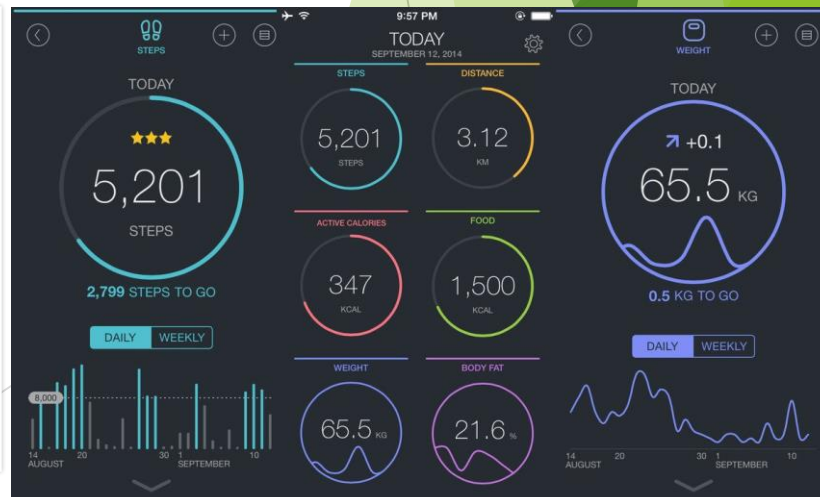 STEPS
TODAY
5,201
STEPS
2,799 STEPS TO GO
DAILY WEEKLY
8,000
14 20 30 1 10
AUGUST SEPTEMBER
9:57 PM
TODAY
SEPTEMBER 12, 2014
STEPS DISTANCE
5,201 3.12
STEPS KM
ACTIVE CALORIES FOOD
347 1,500
KCAL KCAL
WEIGHT BODY FAT
65.5 KG 21.6 %
WEIGHT
TODAY
+0.1
65.5 KG
0.5 KG TO GO
DAILY WEEKLY
14 20 30 1 10
AUGUST SEPTEMBER